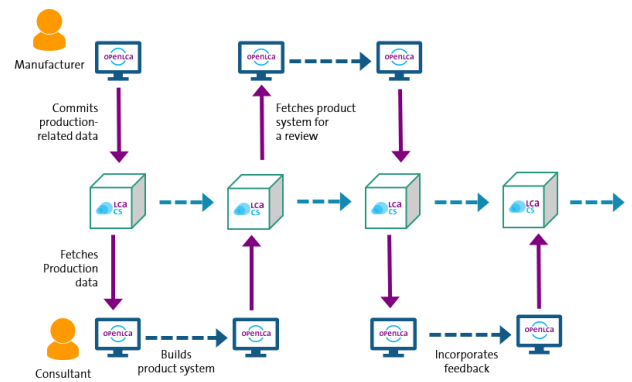 openLCA
openLCA
openLCA
Manufacturer
Commits
production-
related data
Fetches product
system for
a review
LCA
CS
LCA
CS
LCA
CS
LCA
CS
Fetches
Production
data
openLCA
openLCA
openLCA
openLCA
Builds
product system
Incorporates
feedback
Consultant